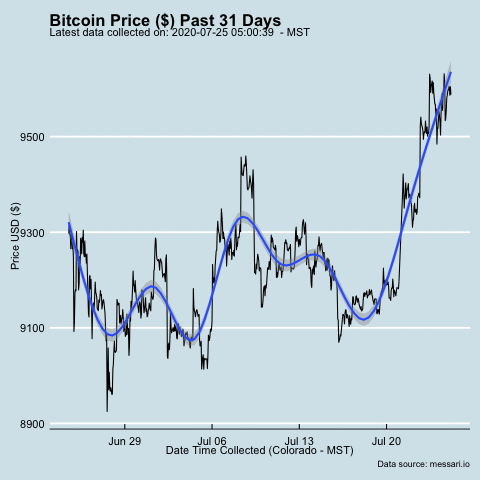 Bitcoin Price ($) Past 31 Days
Latest data collected on: 2020-07-25 05:00:39 - MST
Price USD ($)
9500
9300
9100
8900
Jun 29 Jul 06 Jul 13 Jul 20
Date Time Collected (Colorado - MST)
Data source: messari.io